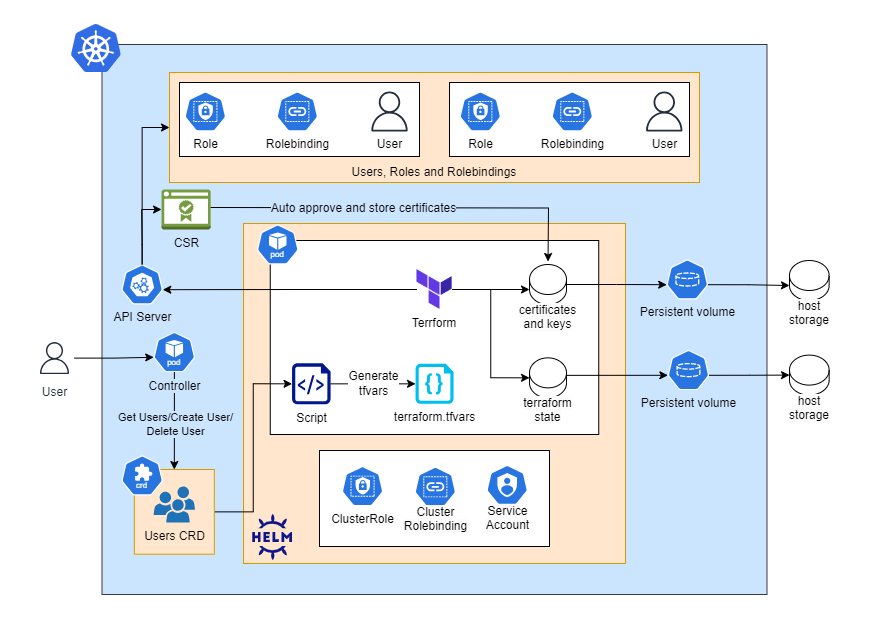 Role
Rolebinding
User
Role
Rolebinding
User
Users, Roles and Rolebindings
Auto approve and store certificates
CSR
pod
API Server
Terrform
certificates
and keys
Persistent volume
host
storage
User
pod
Controller
Get Users/Create User/
Delete User
Script
Generate
tfvars
terraform.tfvars
terraform
state
Persistent volume
host
storage
crd
Users CRD
HELM
ClusterRole
Cluster
Rolebinding
Service
Account